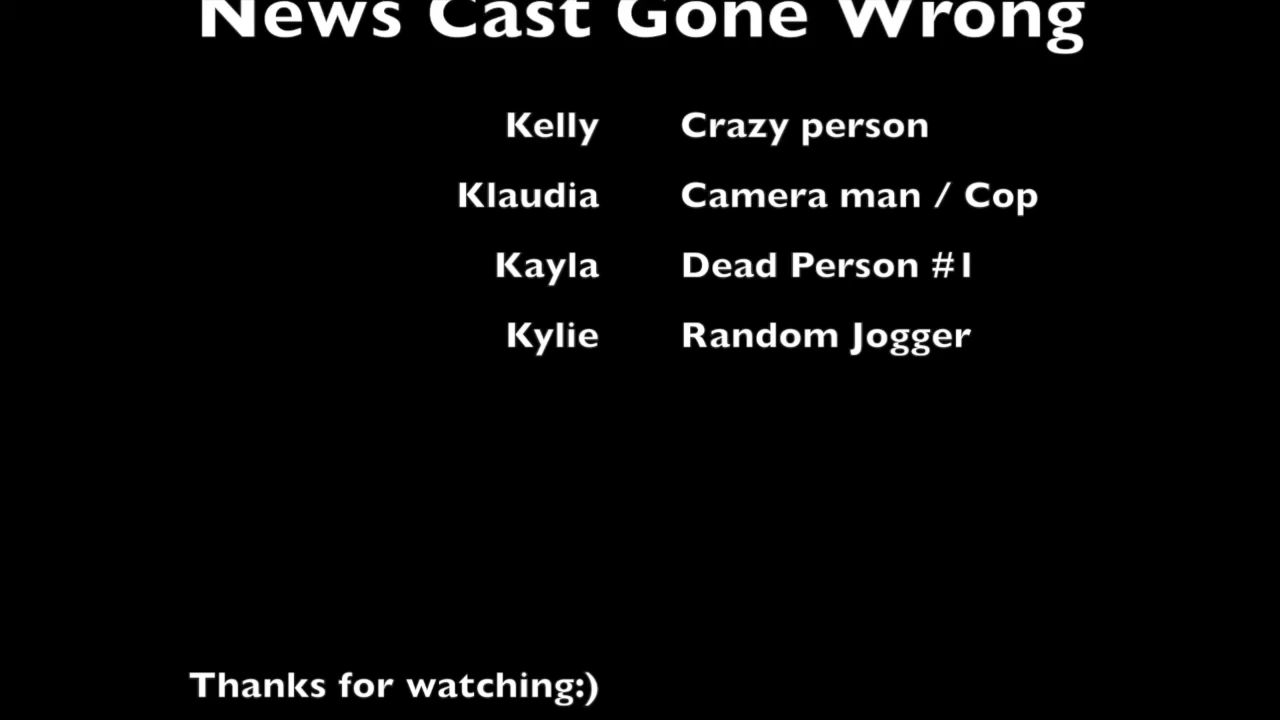 News Cast Gone Wrong
Kelly Crazy person
Klaudia Camera man / Cop
Kayla Dead Person #1
Kylie Random Jogger
Thanks for watching:)